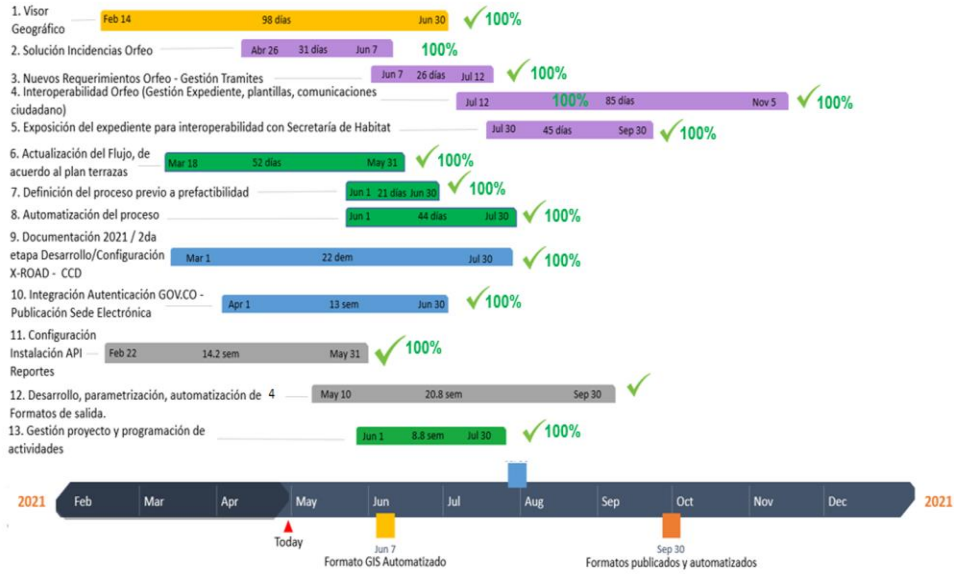 1. Visor
Geográfico
Feb 14 98 días Jun 30 100%
2. Solución Incidencias Orfeo Abr 26 31 días Jun 7 100%
3. Nuevos Requerimientos Orfeo - Gestión Tramites Jun 7 26 días Jul 12 100%
4. Interoperabilidad Orfeo (Gestión Expediente, plantillas, comunicaciones
ciudadano)
Jul 12 100% 85 días Nov 5 100%
5. Exposición del expediente para interoperabilidad con Secretaría de Habitat Jul 30 45 días Sep 30 100%
6. Actualización del Flujo, de
acuerdo al plan terrazas
Mar 18 52 días May 31 100%
7. Definición del proceso previo a prefactibilidad Jun 1 21 días Jun 30 100%
8. Automatización del proceso Jun 1 44 días Jul 30 100%
9. Documentación 2021 / 2da
etapa Desarrollo/Configuración
X-ROAD - CCD
Mar 1 22 dem Jul 30 100%
10. Integración Autenticación GOV.CO -
Publicación Sede Electrónica
Apr 1 13 sem Jun 30 100%
11. Configuración
Instalación API
Reportes
Feb 22 14.2 sem May 31 100%
12. Desarrollo, parametrización, automatización de 4
Formatos de salida.
May 10 20.8 sem Sep 30
13. Gestión proyecto y programación de
actividades
Jun 1 8.8 sem Jul 30 100%
2021 Feb Mar Apr May Jun Jul Aug Sep Oct Nov Dec 2021
Today
Jun 7
Formato GIS Automatizado
Sep 30
Formatos publicados y automatizados